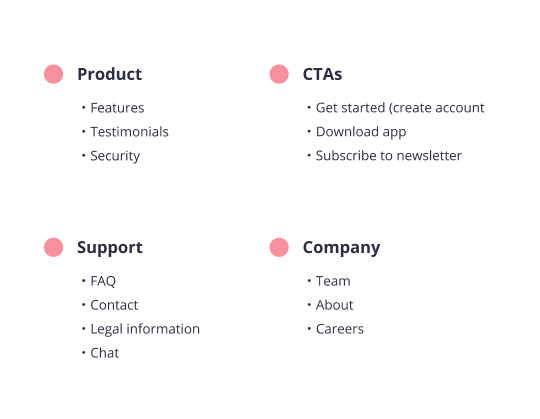 Product
• Features
• Testimonials
• Security
CTAs
• Get started (create account
• Download app
• Subscribe to newsletter
Support
• FAQ
• Contact
• Legal information
• Chat
Company
• Team
• About
• Careers